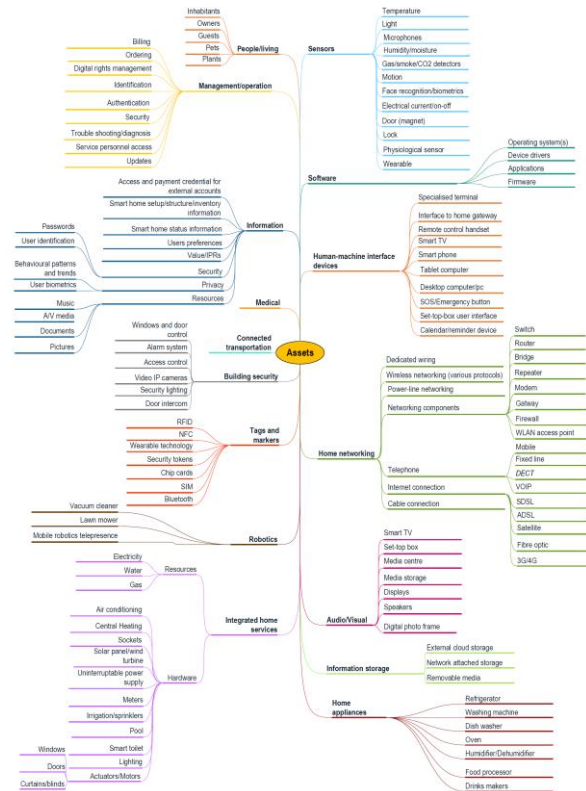 Inhabitants
Owners
Guests
Pets
Plants
People/living
Billing
Ordering
Digital rights management
Identification
Authentication
Security
Trouble shooting/diagnosis
Service personnel access
Updates
Management/operation
Access and payment credential for
external accounts
Smart home setup/structure/inventory
information
Smart home status information
Users preferences
Value/IPRs
Passwords
User identification
Security
Behavioural patterns
and trends
User biometrics
Privacy
Music
A/V media
Documents
Pictures
Resources
Information
Medical
Connected
transportation
Windows and door
control
Alarm system
Access control
Video IP cameras
Security lighting
Door intercom
Building security
RFID
NFC
Wearable technology
Security tokens
Chip cards
SIM
Bluetooth
Tags and
markers
Vacuum cleaner
Lawn mower
Mobile robotics telepresence
Robotics
Electricity
Water
Gas
Resources
Air conditioning
Central Heating
Sockets
Solar panel/wind
turbine
Uninterruptable power
supply
Meters
Irrigation/sprinklers
Pool
Smart toilet
Lighting
Windows
Doors
Curtains/blinds
Actuators/Motors
Hardware
Integrated home
services
Assets
Sensors
Temperature
Light
Microphones
Humidity/moisture
Gas/smoke/CO2 detectors
Motion
Face recognition/biometrics
Electrical current/on-off
Door (magnet)
Lock
Physiological sensor
Wearable
Software
Operating system(s)
Device drivers
Applications
Firmware
Human-machine interface
devices
Specialised terminal
Interface to home gateway
Remote control handset
Smart TV
Smart phone
Tablet computer
Desktop computer/pc
SOS/Emergency button
Set-top-box user interface
Calendar/reminder device
Home networking
Dedicated wiring
Wireless networking (various protocols)
Power-line networking
Networking components
Switch
Router
Bridge
Repeater
Modem
Gatway
Firewall
WLAN access point
Telephone
Mobile
Fixed line
DECT
VOIP
Internet connection
Cable connection
SDSL
ADSL
Satellite
Fibre optic
3G/4G
Audio/Visual
Smart TV
Set-top box
Media centre
Media storage
Displays
Speakers
Digital photo frame
Information storage
External cloud storage
Network attached storage
Removable media
Home
appliances
Refrigerator
Washing machine
Dish washer
Oven
Humidifier/Dehumidifier
Food processor
Drinks makers